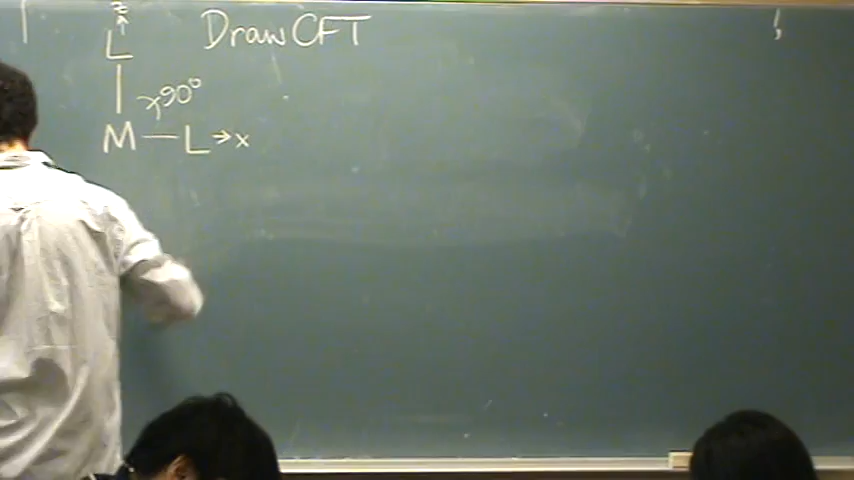 z
↑
L Draw CFT
| 90°
M — L → x